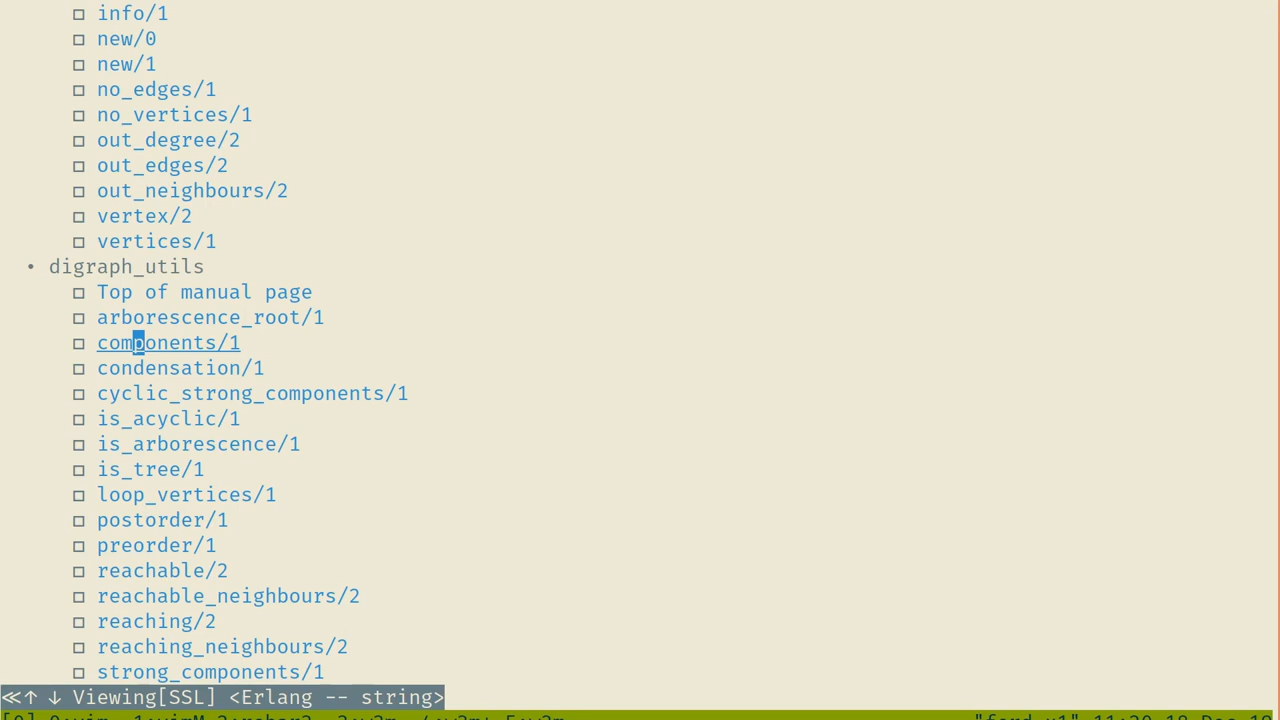 info/1
new/0
new/1
no_edges/1
no_vertices/1
out_degree/2
out_edges/2
out_neighbours/2
vertex/2
vertices/1
• digraph_utils
Top of manual page
arborescence_root/1
components/1
condensation/1
cyclic_strong_components/1
is_acyclic/1
is_arborescence/1
is_tree/1
loop_vertices/1
postorder/1
preorder/1
reachable/2
reachable_neighbours/2
reaching/2
reaching_neighbours/2
strong_components/1
≪↑ ↓ Viewing[SSL] <Erlang -- string>